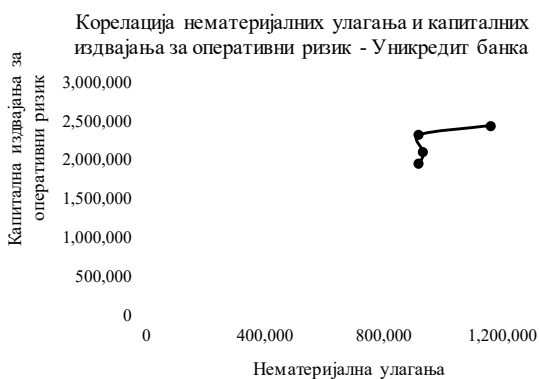 Корелација нематеријалних улагања и капиталних
издвајања за оперативни ризик - Уникредит банка
Капитална издвајања за
оперативни ризик
3,000,000
2,500,000
2,000,000
1,500,000
1,000,000
500,000
0
0 400,000 800,000 1,200,000
Нематеријална улагања